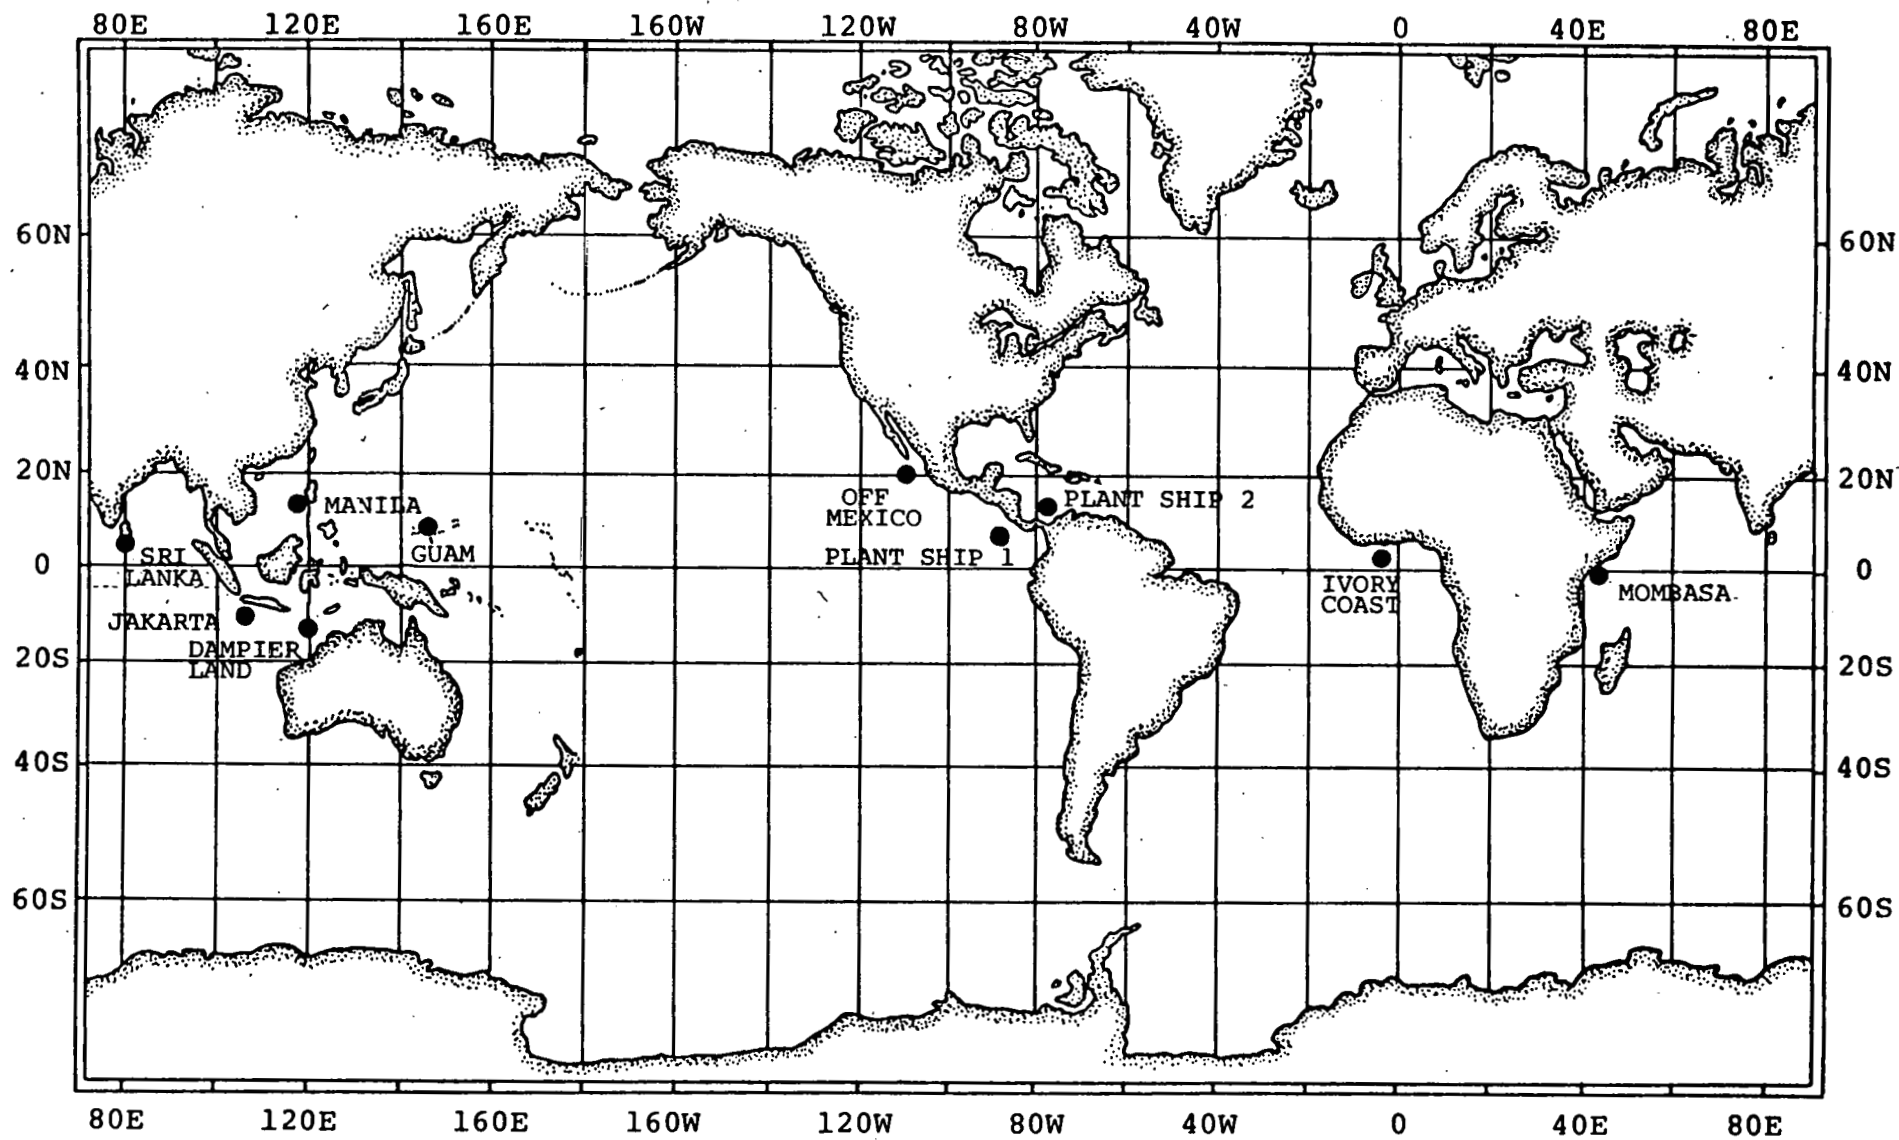 80E 120E 160E 160W 120W 80W 40W 0 40E 80E
60N 60N
40N 40N
20N 20N
MANILA
OFF
MEXICO
PLANT SHIP 2
GUAM
SRI
LANKA
PLANT SHIP 1
0 0
IVORY
COAST
MOMBASA
JAKARTA
DAMPIER
LAND
20S 20S
40S 40S
60S 60S
80E 120E 160E 160W 120W 80W 40W 0 40E 80E